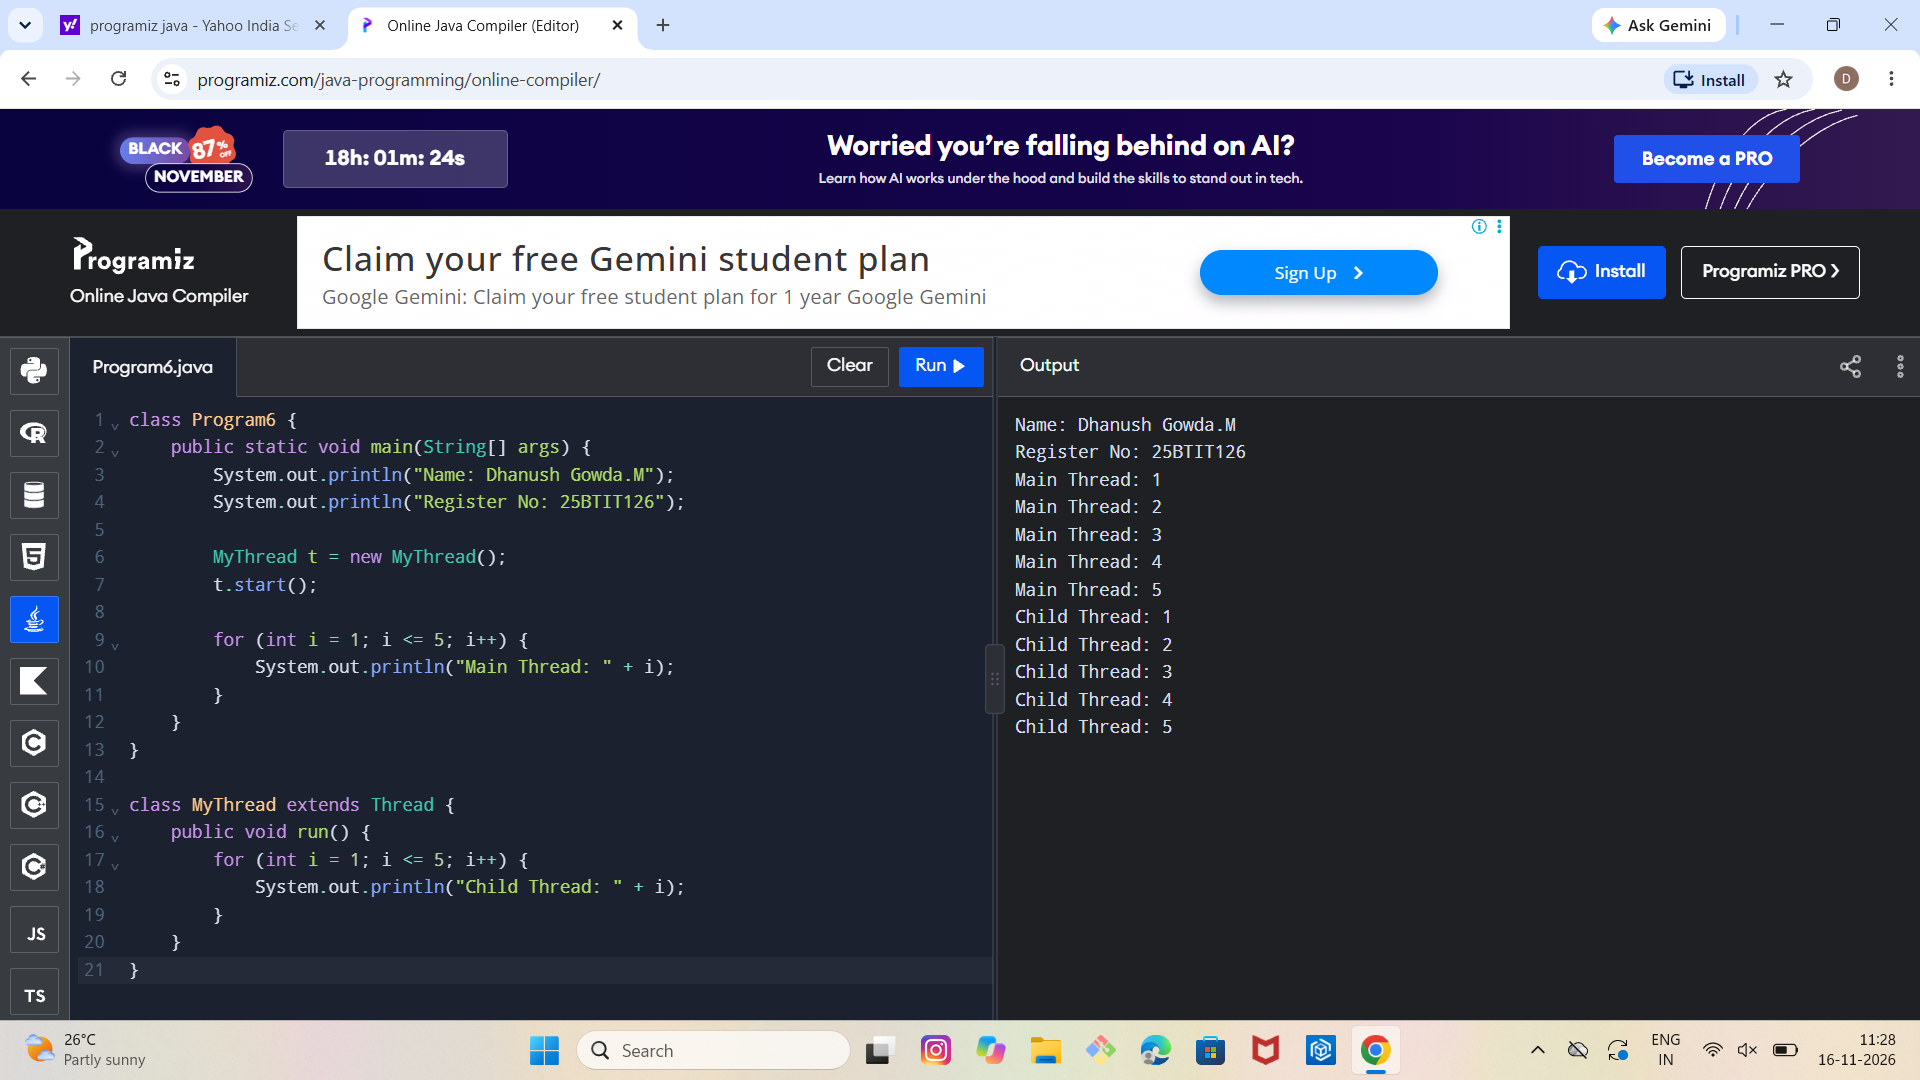 programiz java - Yahoo India Se
Online Java Compiler (Editor)
Ask Gemini
programiz.com/java-programming/online-compiler/
Install
D
BLACK 87% OFF
NOVEMBER
18h: 01m: 24s
Worried you’re falling behind on AI?
Learn how AI works under the hood and build the skills to stand out in tech.
Become a PRO
Programiz
Online Java Compiler
Claim your free Gemini student plan
Google Gemini: Claim your free student plan for 1 year Google Gemini
Sign Up
Install
Programiz PRO
Program6.java
Clear
Run
Output
1 class Program6 {
2 public static void main(String[] args) {
3 System.out.println("Name: Dhanush Gowda.M");
4 System.out.println("Register No: 25BTIT126");
5
6 MyThread t = new MyThread();
7 t.start();
8
9 for (int i = 1; i <= 5; i++) {
10 System.out.println("Main Thread: " + i);
11 }
12 }
13 }
14
15 class MyThread extends Thread {
16 public void run() {
17 for (int i = 1; i <= 5; i++) {
18 System.out.println("Child Thread: " + i);
19 }
20 }
21 }
Name: Dhanush Gowda.M
Register No: 25BTIT126
Main Thread: 1
Main Thread: 2
Main Thread: 3
Main Thread: 4
Main Thread: 5
Child Thread: 1
Child Thread: 2
Child Thread: 3
Child Thread: 4
Child Thread: 5
JS
TS
26°C
Partly sunny
Search
ENG
IN
11:28
16-11-2026